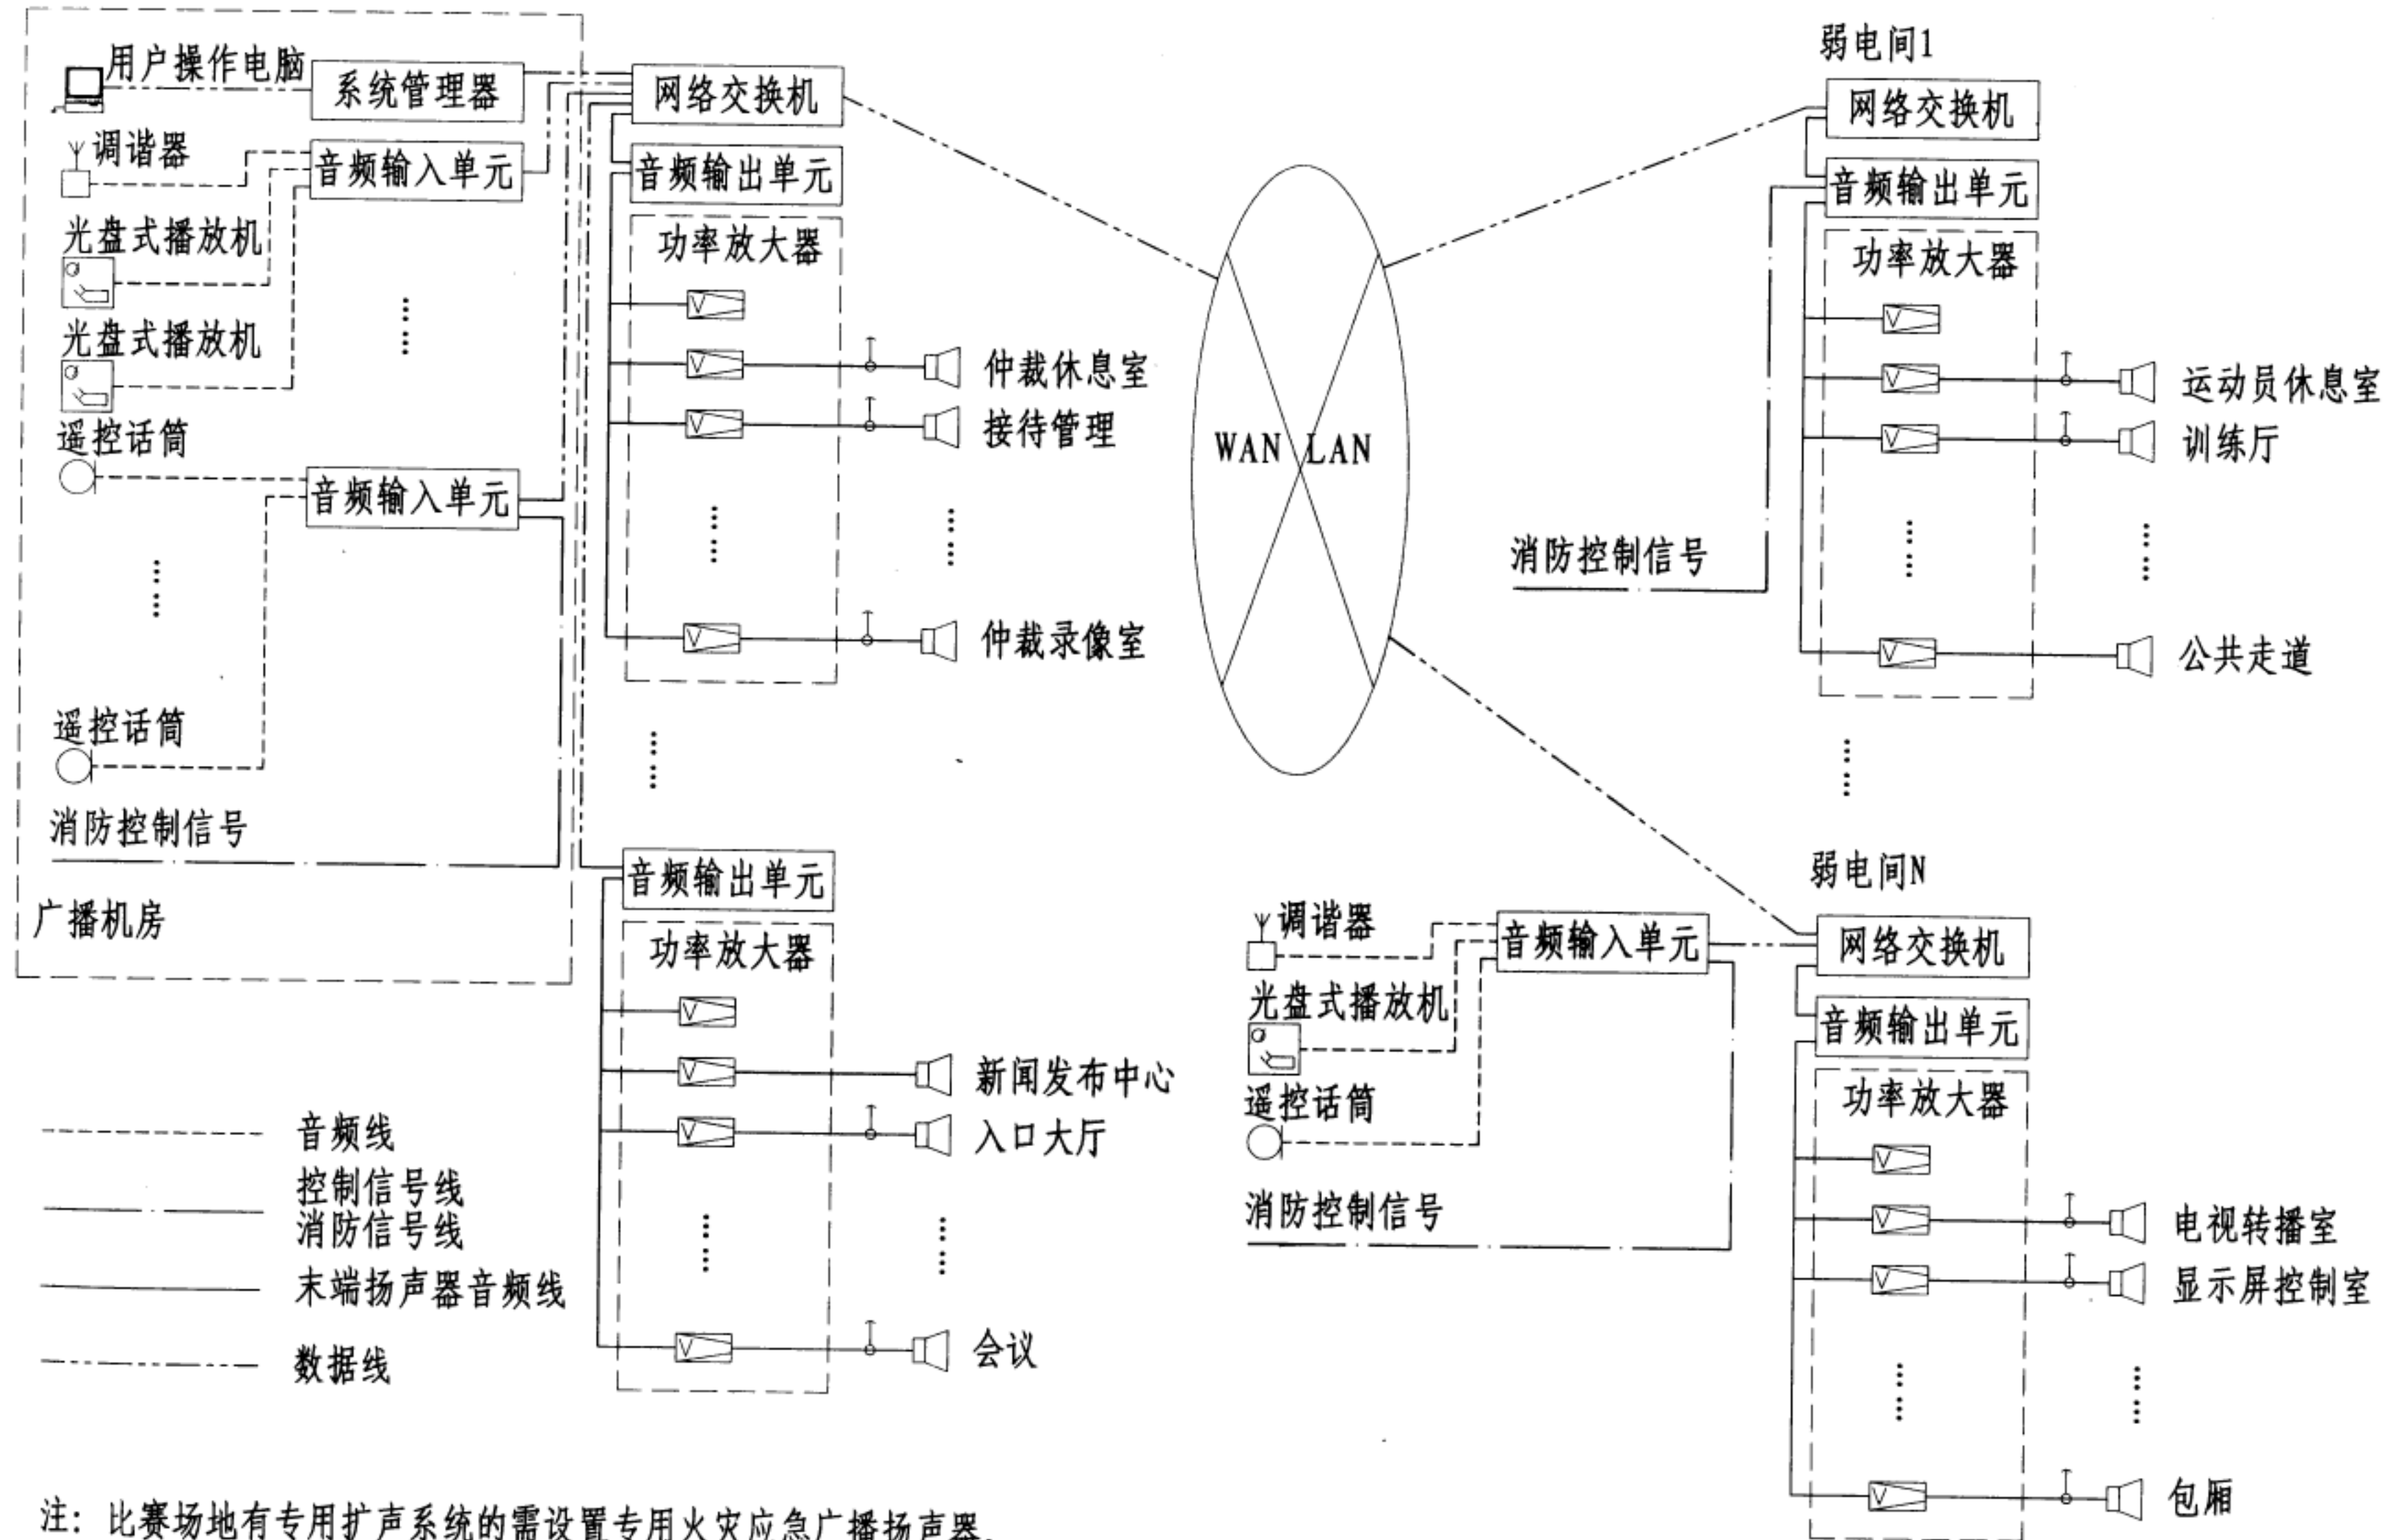 用户操作电脑
系统管理器
调谐器
音频输入单元
光盘式播放机
光盘式播放机
遥控话筒
音频输入单元
……
……
遥控话筒
消防控制信号
广播机房
网络交换机
音频输出单元
功率放大器
仲裁休息室
接待管理
……
……
仲裁录像室
……
音频输出单元
功率放大器
新闻发布中心
入口大厅
……
……
会议
WAN LAN
弱电间1
网络交换机
音频输出单元
功率放大器
运动员休息室
训练厅
消防控制信号
……
……
公共走道
……
弱电间N
网络交换机
调谐器
音频输入单元
光盘式播放机
遥控话筒
消防控制信号
音频输出单元
功率放大器
电视转播室
显示屏控制室
……
……
包厢
音频线
控制信号线
消防信号线
末端扬声器音频线
数据线
注：比赛场地有专用扩声系统的需设置专用火灾应急广播扬声器。